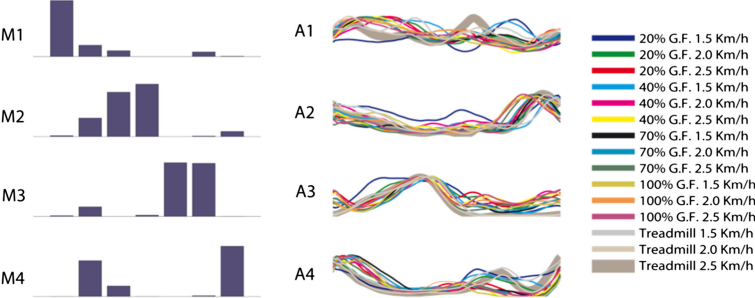 M1
M2
M3
M4
A1
A2
A3
A4
20% G.F. 1.5 Km/h
20% G.F. 2.0 Km/h
20% G.F. 2.5 Km/h
40% G.F. 1.5 Km/h
40% G.F. 2.0 Km/h
40% G.F. 2.5 Km/h
70% G.F. 1.5 Km/h
70% G.F. 2.0 Km/h
70% G.F. 2.5 Km/h
100% G.F. 1.5 Km/h
100% G.F. 2.0 Km/h
100% G.F. 2.5 Km/h
Treadmill 1.5 Km/h
Treadmill 2.0 Km/h
Treadmill 2.5 Km/h